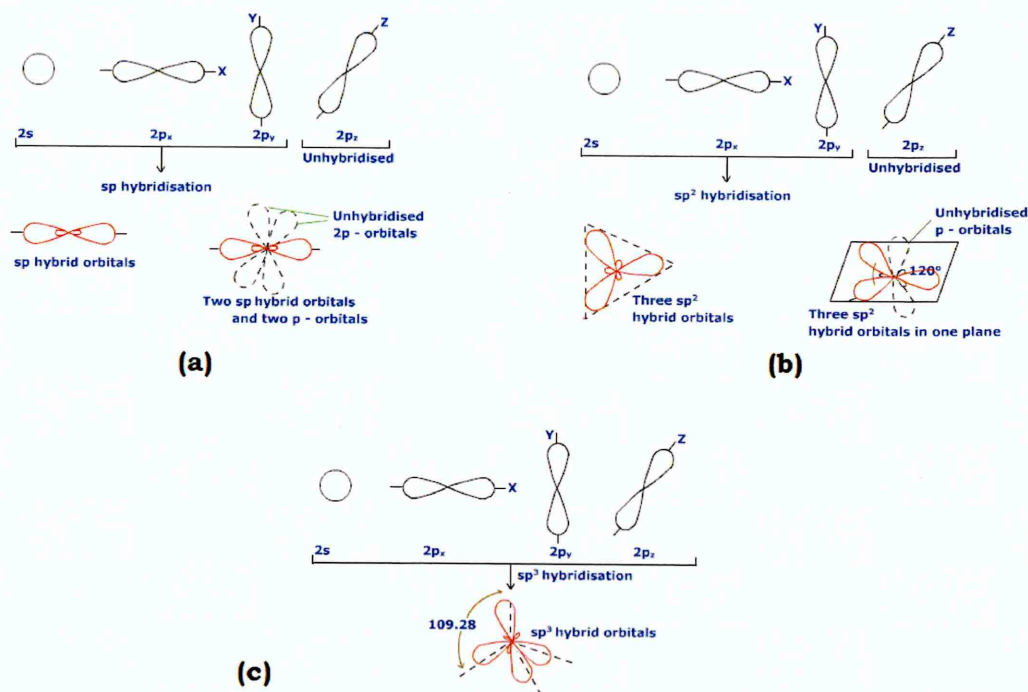 Y
Z
X
2s 2pₓ 2pᵧ 2p_z
Unhybridised
sp hybridisation
Unhybridised
2p - orbitals
sp hybrid orbitals
Two sp hybrid orbitals
and two p - orbitals
(a)
Y
Z
X
2s 2pₓ 2pᵧ 2p_z
Unhybridised
sp² hybridisation
Unhybridised
p - orbitals
120°
Three sp²
hybrid orbitals
Three sp²
hybrid orbitals in one plane
(b)
Y
Z
X
2s 2pₓ 2pᵧ 2p_z
sp³ hybridisation
109.28
sp³ hybrid orbitals
(c)